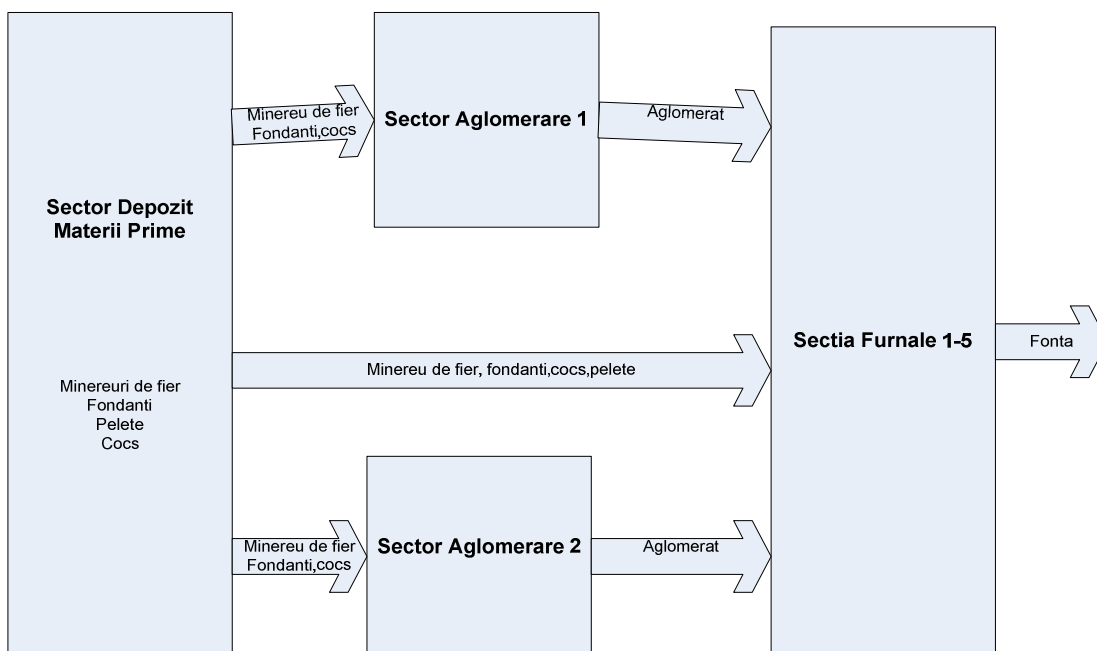 Minereu de fier
Fondanti,cocs
Sector Aglomerare 1
Aglomerat
Sector Depozit
Materii Prime
Minereuri de fier
Fondanti
Pelete
Cocs
Minereu de fier, fondanti,cocs,pelete
Sectia Furnale 1-5
Fonta
Minereu de fier
Fondanti,cocs
Sector Aglomerare 2
Aglomerat